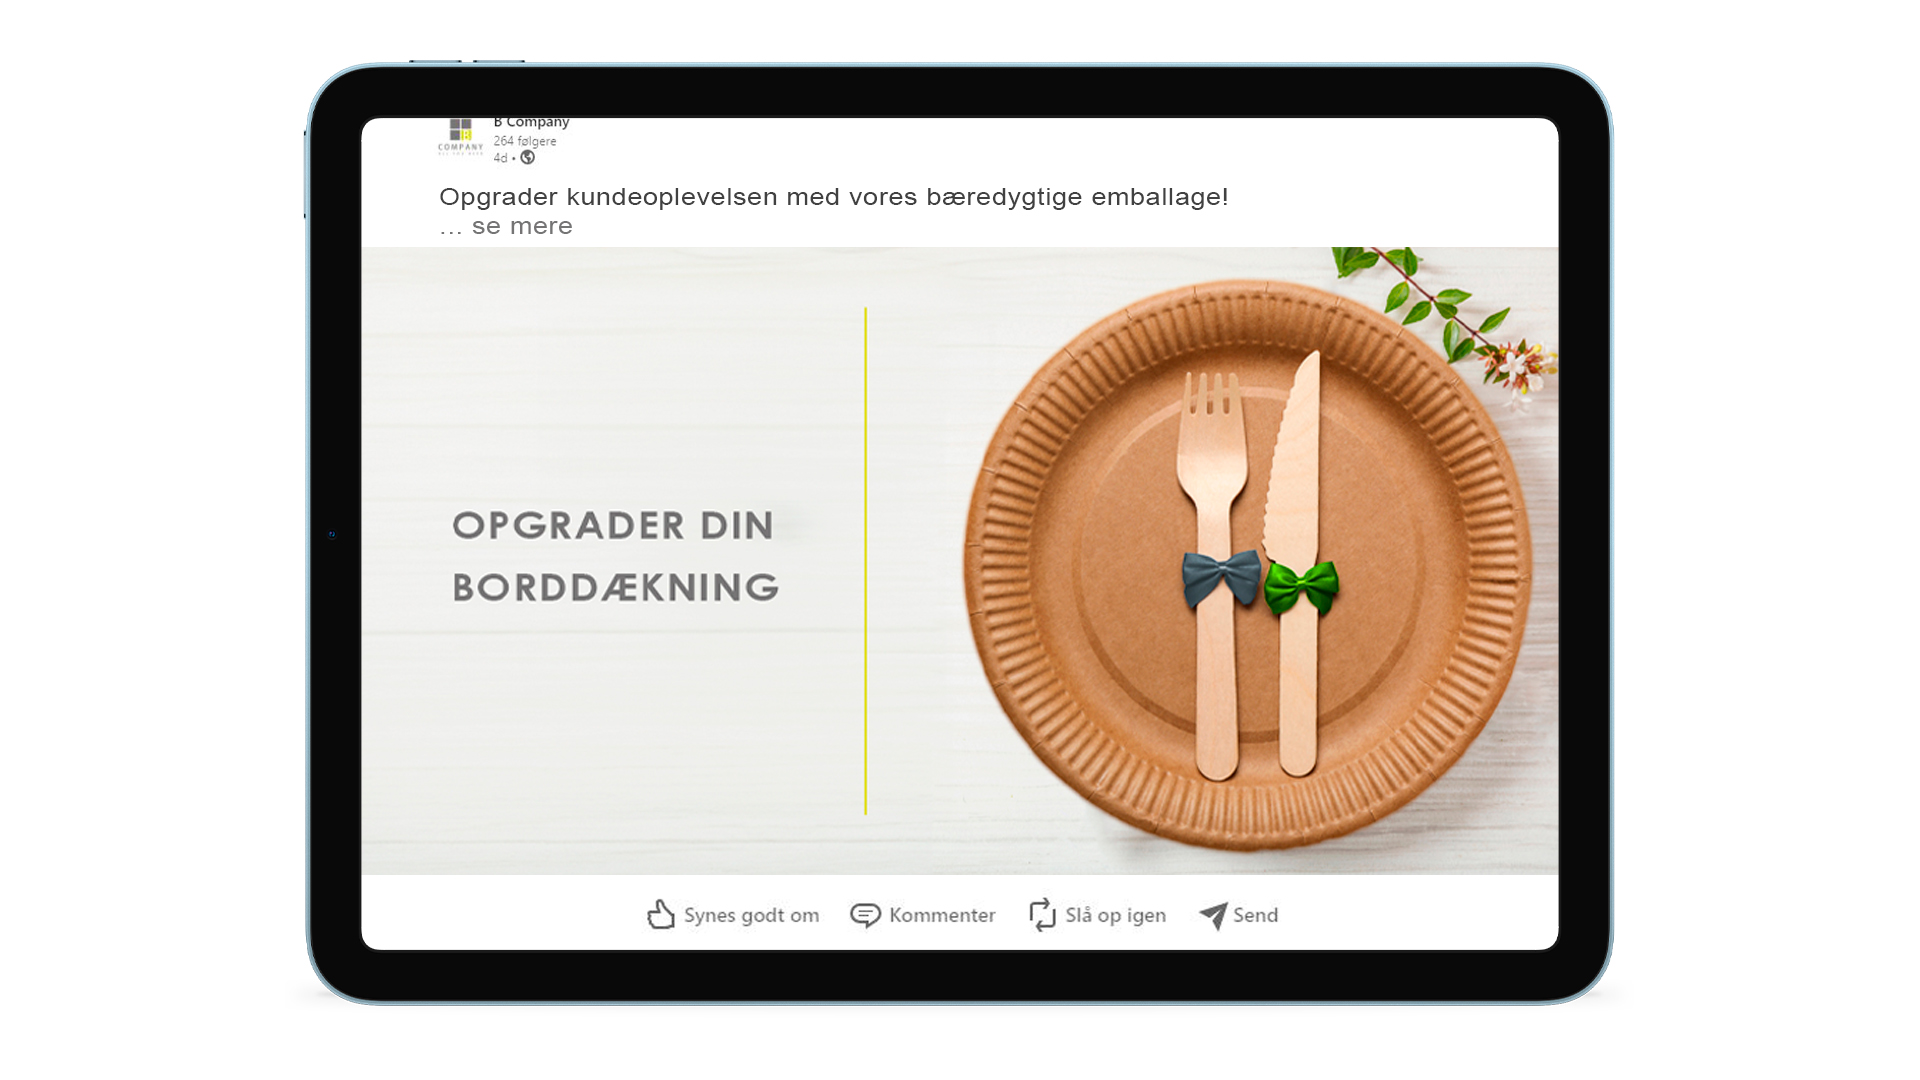 B Company
COMPANY
264 følgere
4d •
Opgrader kundeoplevelsen med vores bæredygtige emballage!
... se mere
OPGRADER DIN
BORDDÆKNING
Synes godt om
Kommenter
Slå op igen
Send